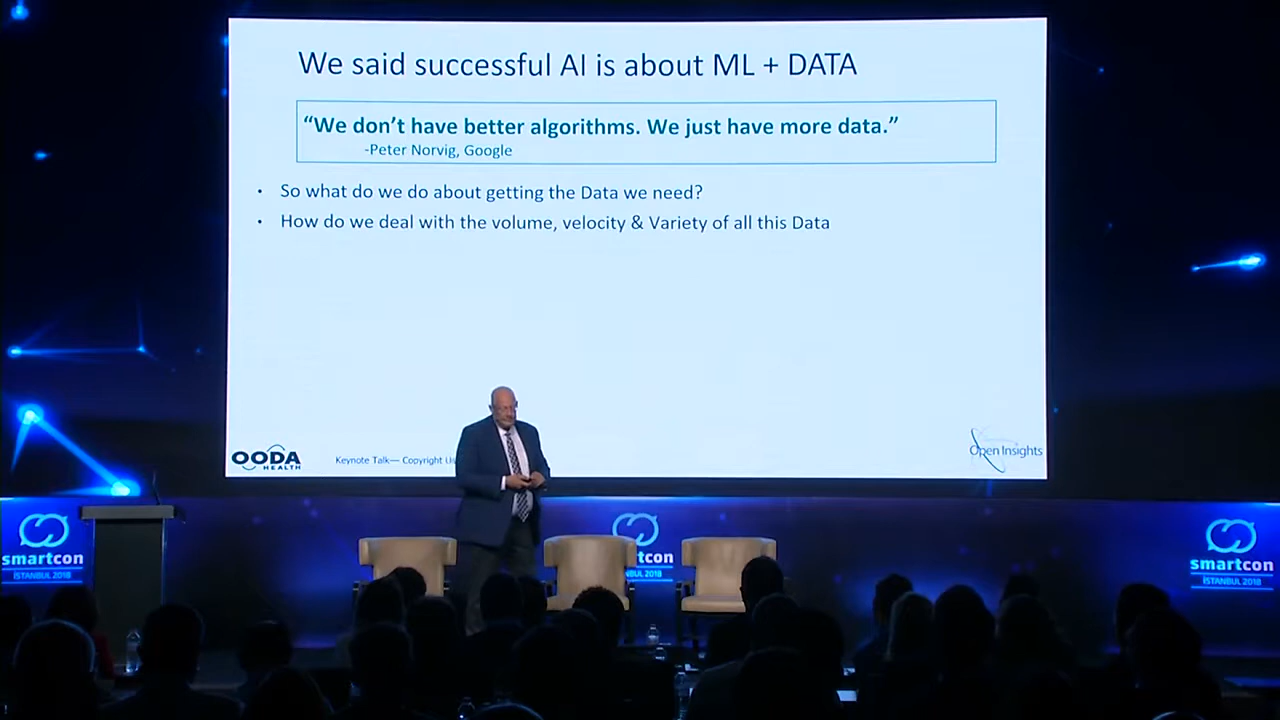 We said successful AI is about ML + DATA
“We don’t have better algorithms. We just have more data.”
-Peter Norvig, Google
• So what do we do about getting the Data we need?
• How do we deal with the volume, velocity & Variety of all this Data
OODA
HEALTH
Keynote Talk— Copyright
Open Insights
smartcon
İSTANBUL 2018
con
BUL 2018
smartcon
İSTANBUL 2018